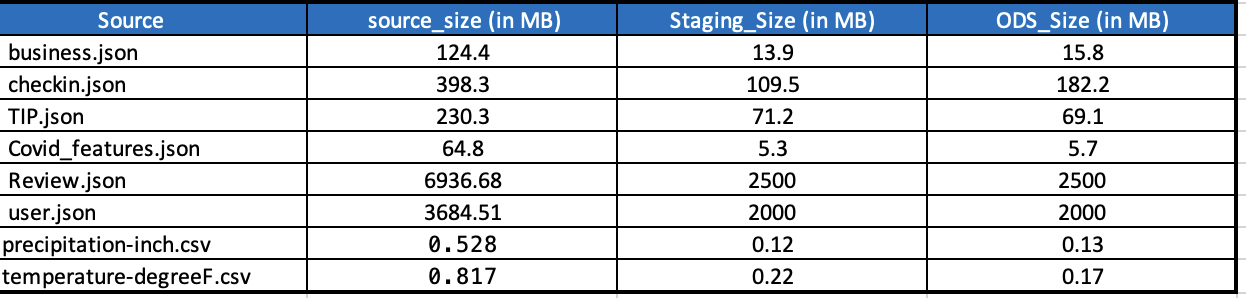 Source source_size (in MB) Staging_Size (in MB) ODS_Size (in MB)
business.json 124.4 13.9 15.8
checkin.json 398.3 109.5 182.2
TIP.json 230.3 71.2 69.1
Covid_features.json 64.8 5.3 5.7
Review.json 6936.68 2500 2500
user.json 3684.51 2000 2000
precipitation-inch.csv 0.528 0.12 0.13
temperature-degreeF.csv 0.817 0.22 0.17